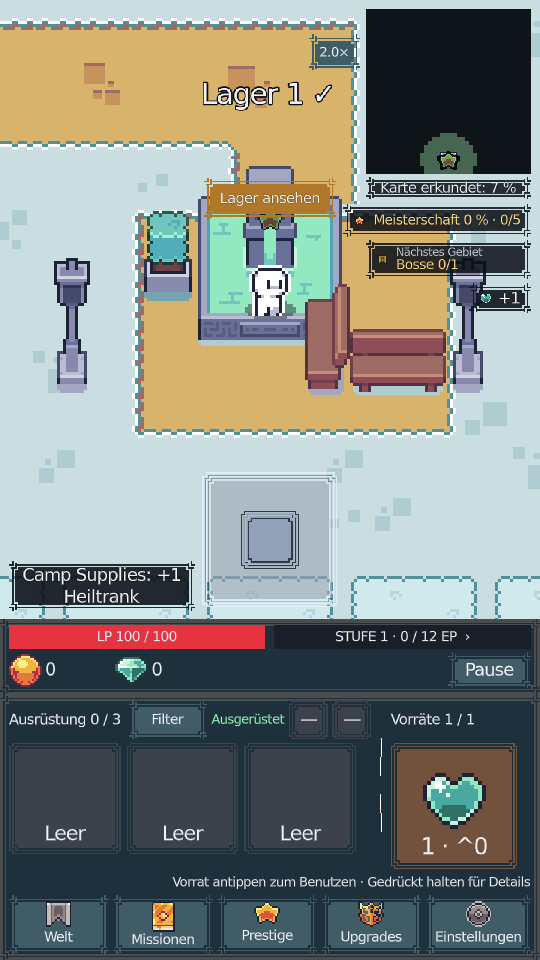 2.0×
Lager 1 ✓
Karte erkundet: 7 %
Lager ansehen
Meisterschaft 0 % · 0/5
Nächstes Gebiet
Bosse 0/1
+1
Camp Supplies: +1
Heiltrank
LP 100 / 100
STUFE 1 · 0 / 12 EP ›
0
0
Pause
Ausrüstung 0 / 3
Filter
Ausgerüstet
—
—
Vorräte 1 / 1
Leer
Leer
Leer
1 · ^0
Vorrat antippen zum Benutzen · Gedrückt halten für Details
Welt
Missionen
Prestige
Upgrades
Einstellungen